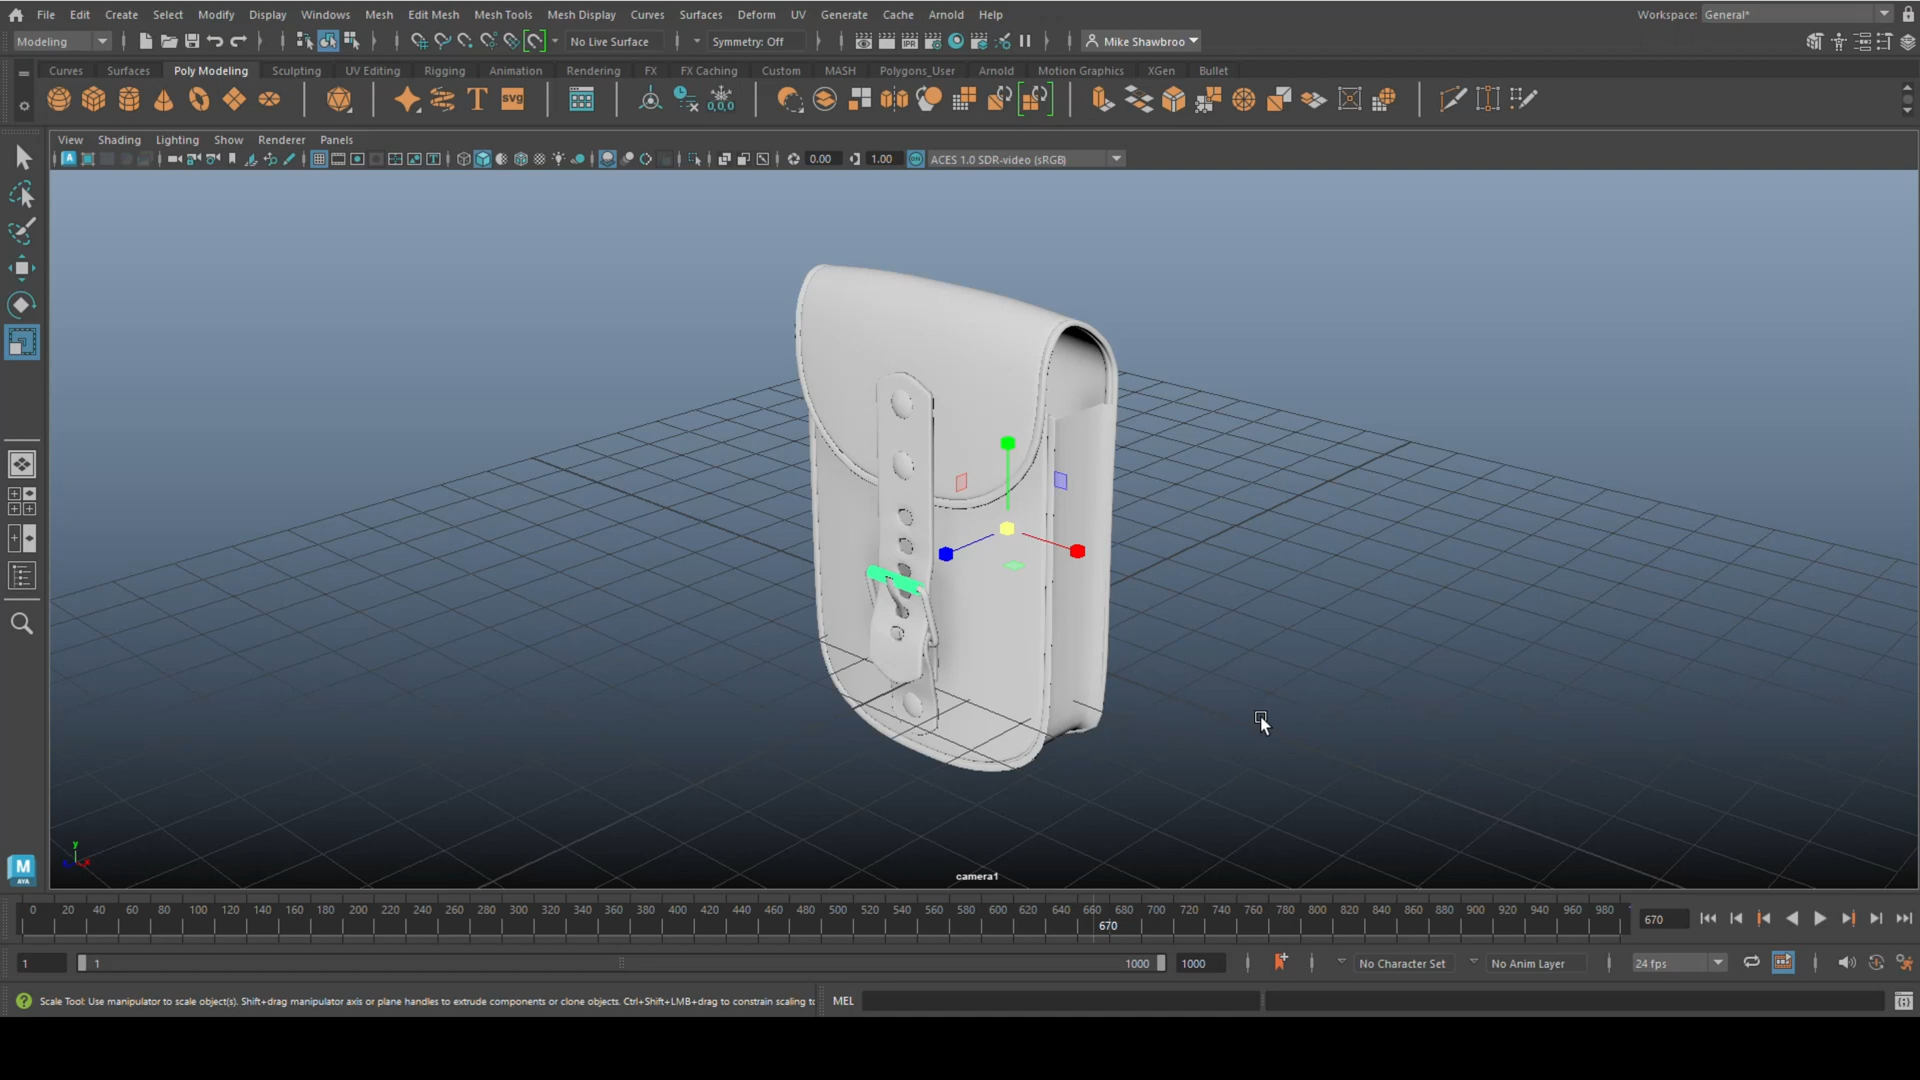 File Edit Create Select Modify Display Windows Mesh Edit Mesh Mesh Tools Mesh Display Curves Surfaces Deform UV Generate Cache Arnold Help Workspace: General*
Modeling No Live Surface Symmetry: Off Mike Shawbroo
Curves Surfaces Poly Modeling Sculpting UV Editing Rigging Animation Rendering FX FX Caching Custom MASH Polygons_User Arnold Motion Graphics XGen Bullet
IPR T SVG 0,0,0
View Shading Lighting Show Renderer Panels
A T 0.00 1.00 ON ACES 1.0 SDR-video (sRGB)
y
x
M
AYA
camera1
0 20 40 60 80 100 120 140 160 180 200 220 240 260 280 300 320 340 360 380 400 420 440 460 480 500 520 540 560 580 600 620 640 660 680 700 720 740 760 780 800 820 840 860 880 900 920 940 960 980 670
670
1 1 1000 1000 No Character Set No Anim Layer 24 fps
Scale Tool: Use manipulator to scale object(s). Shift+drag manipulator axis or plane handles to extrude components or clone objects. Ctrl+Shift+LMB+drag to constrain scaling to MEL